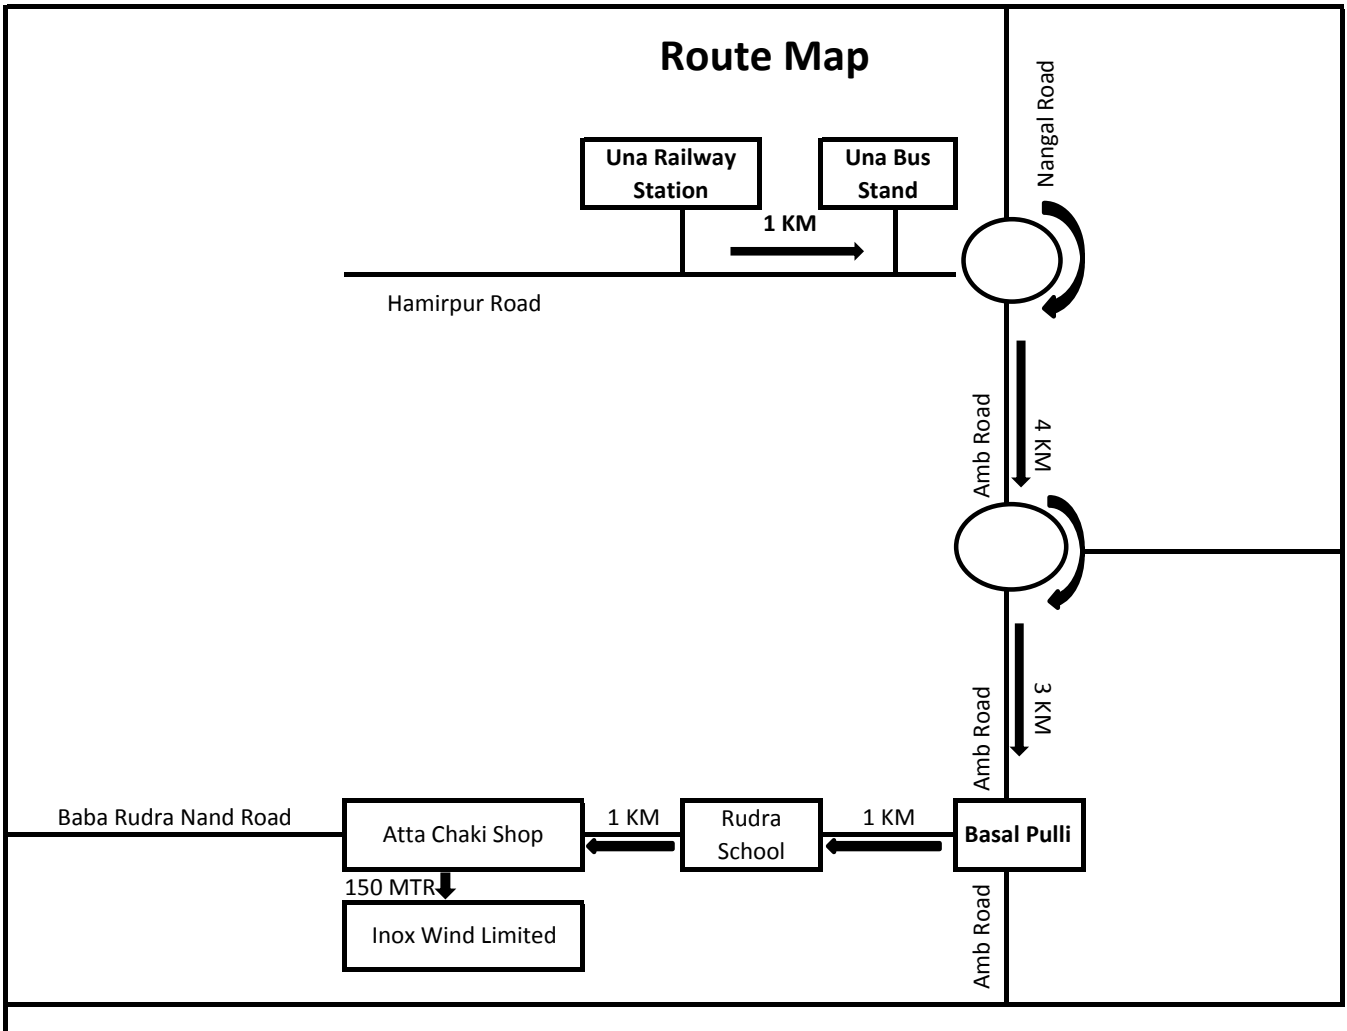 Route Map
Nangal Road
Una Railway
Station
Una Bus
Stand
1 KM
Hamirpur Road
Amb Road
4 KM
Amb Road
3 KM
Baba Rudra Nand Road
Atta Chaki Shop
1 KM
Rudra
School
1 KM
Basal Pulli
150 MTR
Inox Wind Limited
Amb Road